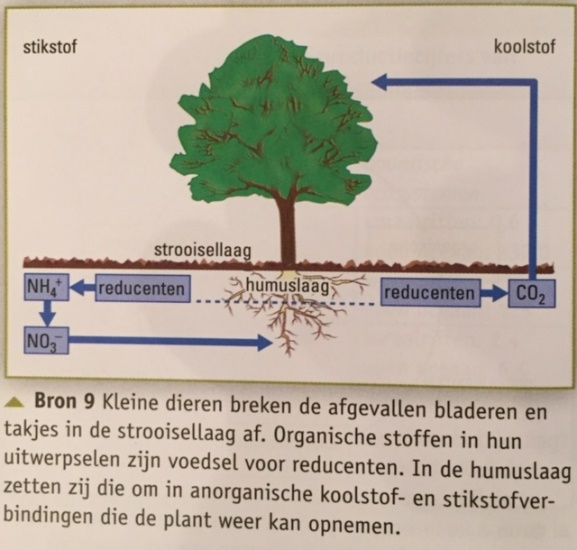 stikstof
koolstof
strooisellaag
NH₄⁺
reducenten
humuslaag
reducenten
CO₂
NO₃⁻
▲ Bron 9 Kleine dieren breken de afgevallen bladeren en
takjes in de strooisellaag af. Organische stoffen in hun
uitwerpselen zijn voedsel voor reducenten. In de humuslaag
zetten zij die om in anorganische koolstof- en stikstofver-
bindingen die de plant weer kan opnemen.